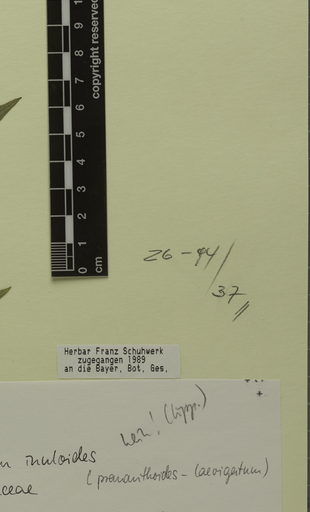 copyright reserved
9
8
7
6
5
4
3
2
1
0
cm
26-44/
37 //
Herbar Franz Schuhwerk
zugegangen 1989
an die Bayer. Bot. Ges.
inuloides
(prenanthoides - laevigatum)
ceae